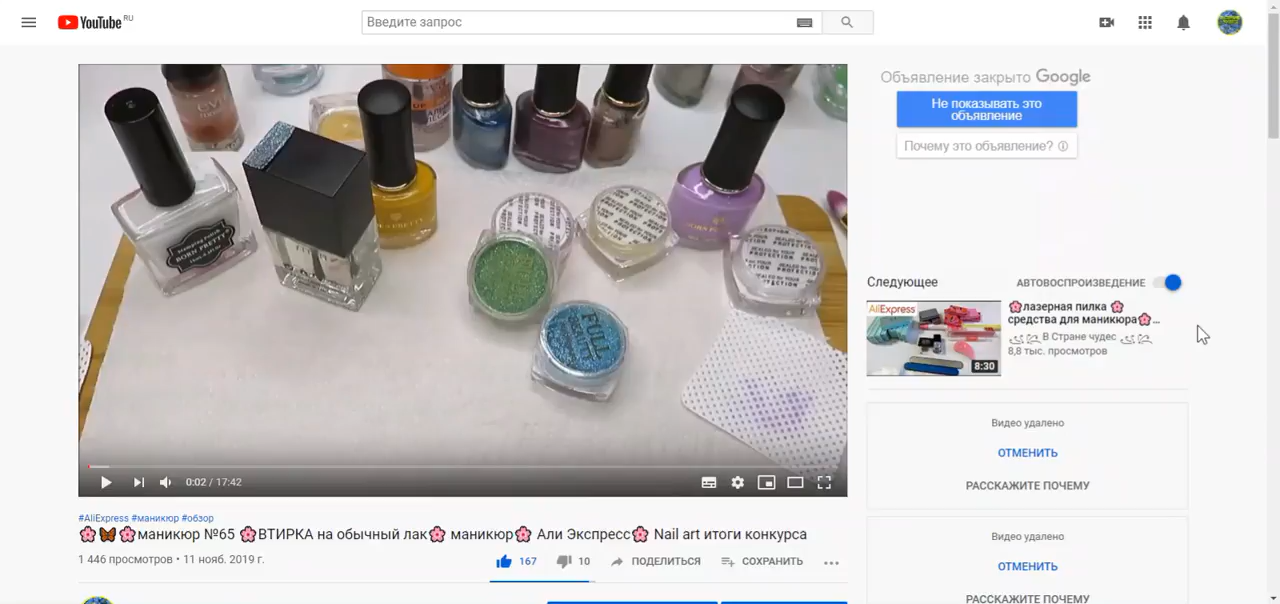 YouTube RU
Введите запрос
Объявление закрыто Google
Не показывать это
объявление
Почему это объявление?
BORN PRETTY
FULL
Следующее
АВТОВОСПРОИЗВЕДЕНИЕ
AliExpress
8:30
🌸лазерная пилка 🌸
средства для маникюра🌸...
В Стране чудес
8,8 тыс. просмотров
Видео удалено
ОТМЕНИТЬ
РАССКАЖИТЕ ПОЧЕМУ
0:02 / 17:42
#AliExpress #маникюр #обзор
🌸🦋🌸маникюр №65 🌸ВТИРКА на обычный лак🌸 маникюр🌸 Али Экспресс🌸 Nail art итоги конкурса
1 446 просмотров • 11 нояб. 2019 г.
167
10
ПОДЕЛИТЬСЯ
СОХРАНИТЬ
Видео удалено
ОТМЕНИТЬ
РАССКАЖИТЕ ПОЧЕМУ